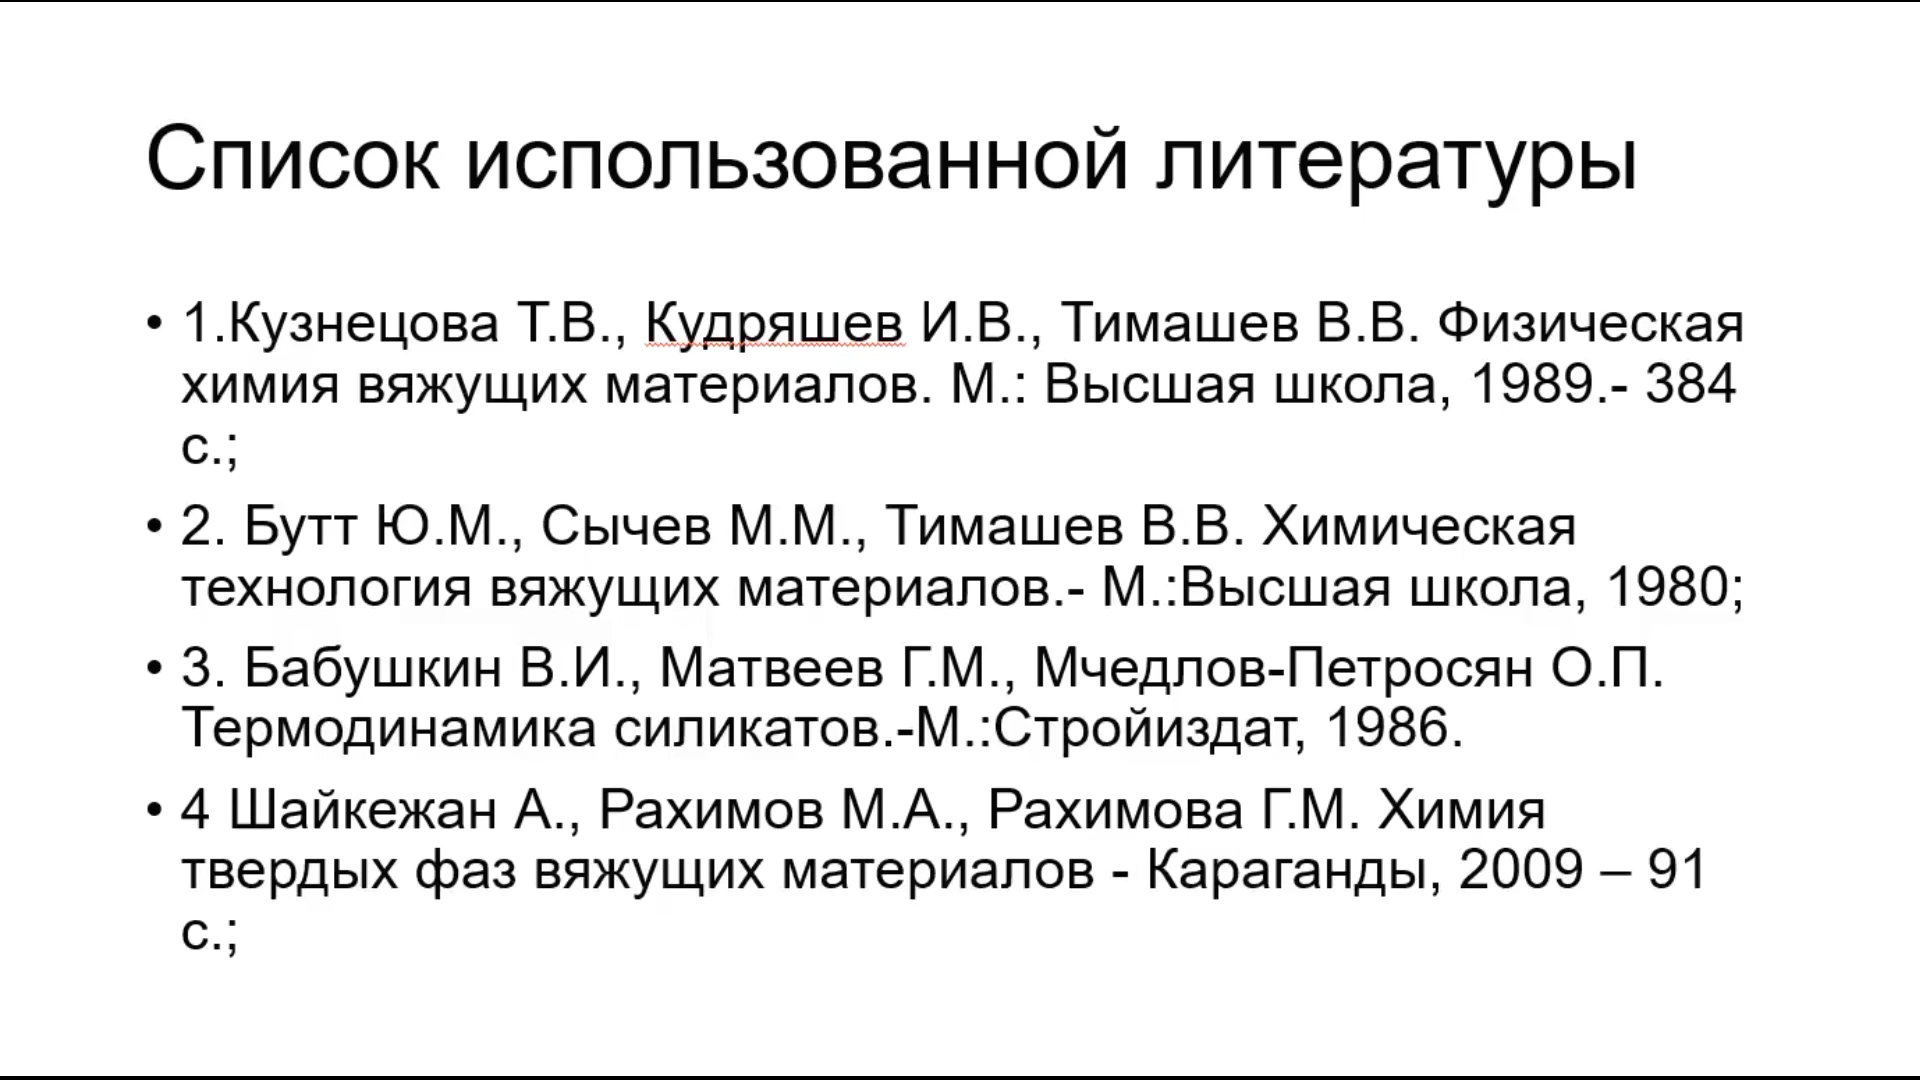 Список использованной литературы
• 1.Кузнецова Т.В., Кудряшев И.В., Тимашев В.В. Физическая
химия вяжущих материалов. М.: Высшая школа, 1989.- 384
с.;
• 2. Бутт Ю.М., Сычев М.М., Тимашев В.В. Химическая
технология вяжущих материалов.- М.:Высшая школа, 1980;
• 3. Бабушкин В.И., Матвеев Г.М., Мчедлов-Петросян О.П.
Термодинамика силикатов.-М.:Стройиздат, 1986.
• 4 Шайкежан А., Рахимов М.А., Рахимова Г.М. Химия
твердых фаз вяжущих материалов - Караганды, 2009 – 91
с.;